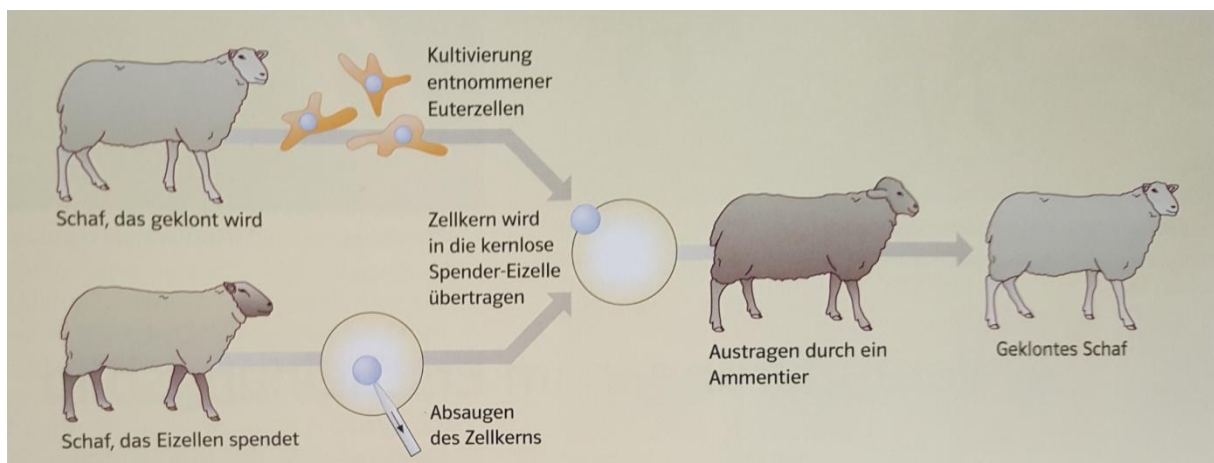 Kultivierung
entnommener
Euterzellen
Schaf, das geklont wird
Zellkern wird
in die kernlose
Spender-Eizelle
übertragen
Schaf, das Eizellen spendet
Absaugen
des Zellkerns
Austragen durch ein
Ammentier
Geklontes Schaf